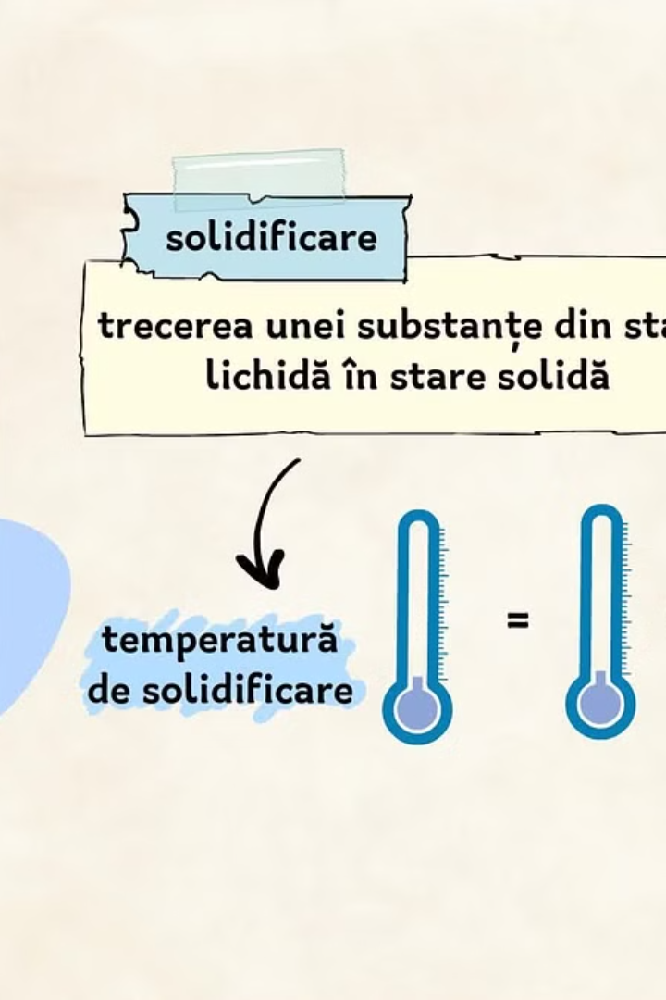 solidificare
trecerea unei substanțe din
lichidă în stare solidă
temperatură
de solidificare
=